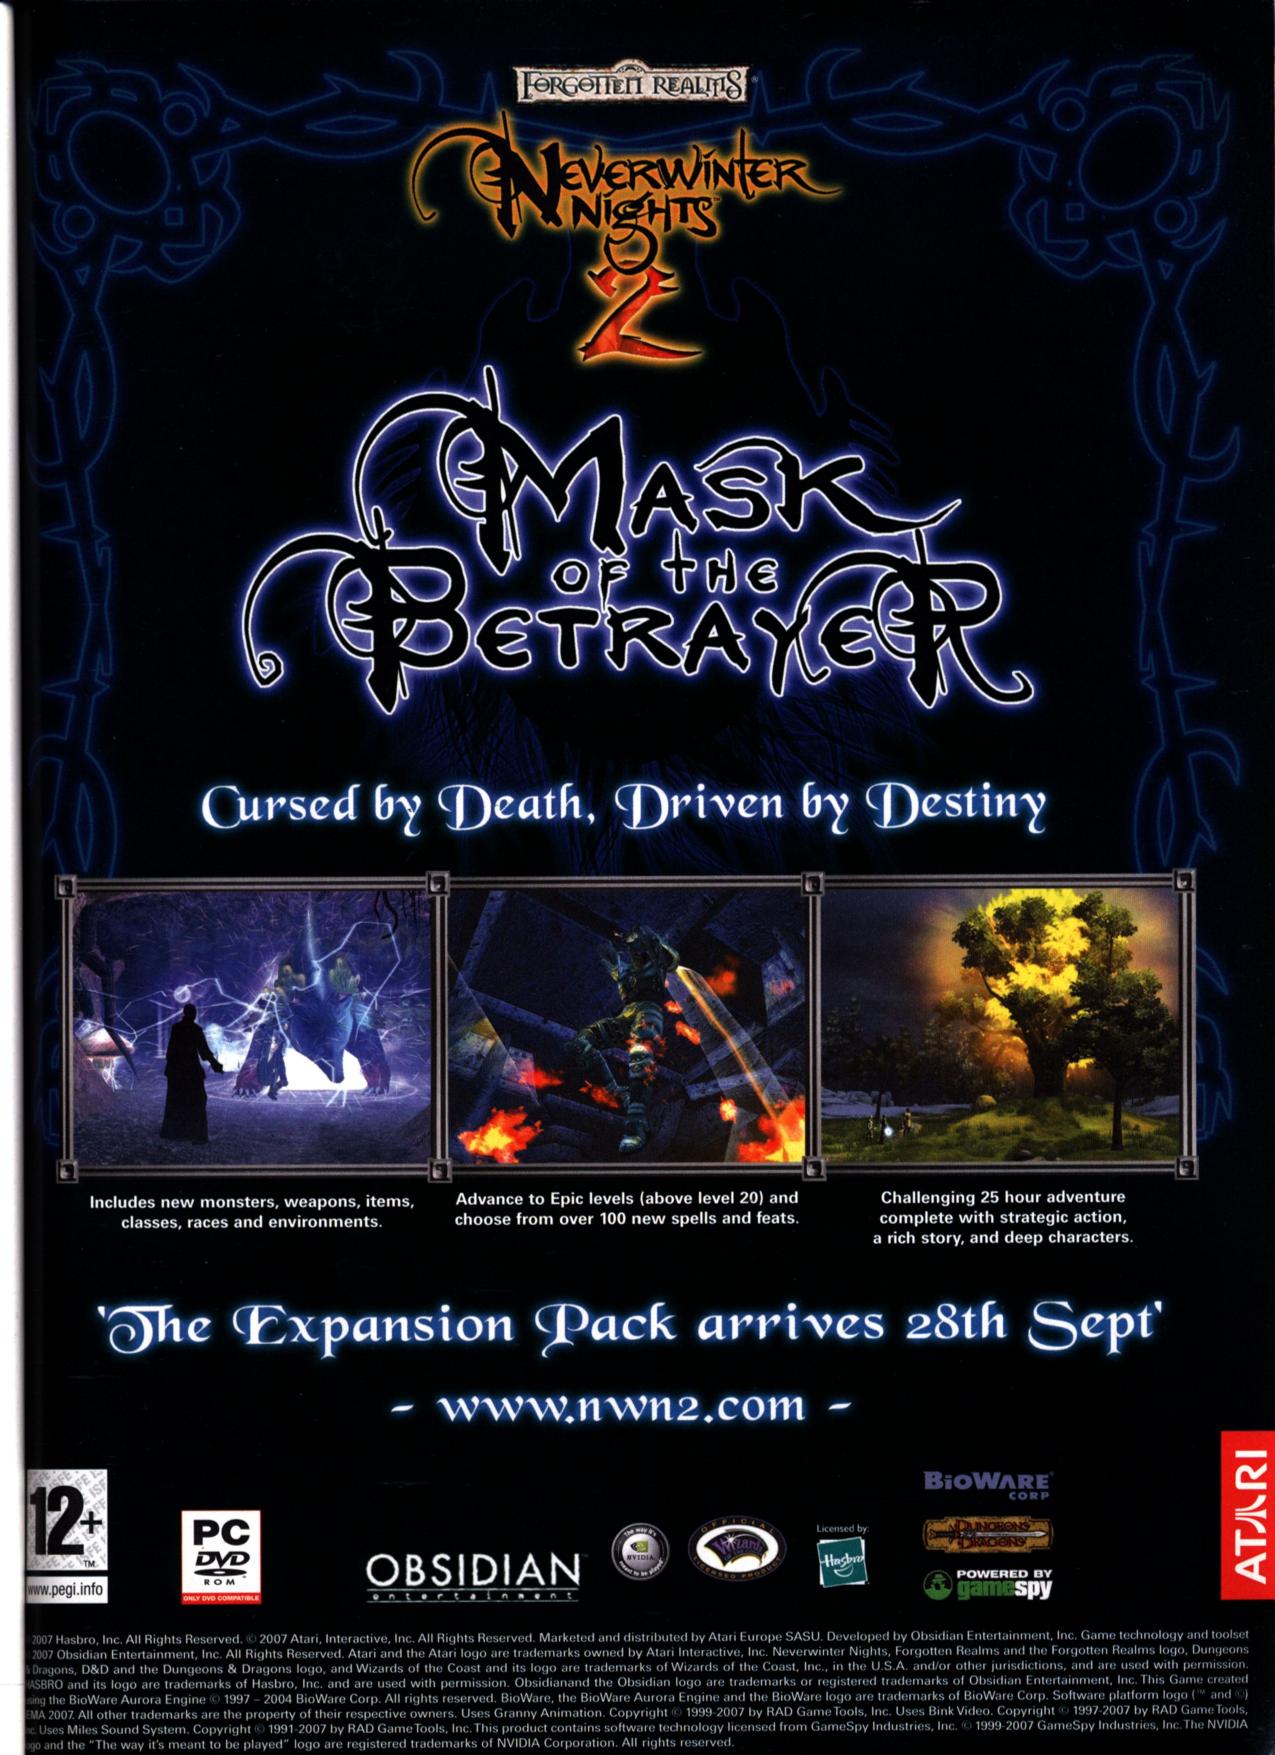 FORGOTTEN REALMS®
NEVERWINTER
NIGHTS™
2
MASK
OF THE
BETRAYER
Cursed by Death, Driven by Destiny
Includes new monsters, weapons, items,
classes, races and environments.
Advance to Epic levels (above level 20) and
choose from over 100 new spells and feats.
Challenging 25 hour adventure
complete with strategic action,
a rich story, and deep characters.
'The Expansion Pack arrives 28th Sept'
- www.nwn2.com -
12+
™
www.pegi.info
PC
DVD
ROM
ONLY DVD COMPATIBLE
OBSIDIAN
entertainment
The way it's
NVIDIA
meant to be played
OFFICIAL
Wizards
LICENSED PRODUCT
Licensed by:
Hasbro
BIOWARE®
CORP
DUNGEONS
DRAGONS
POWERED BY
gamespy
ATARI
2007 Hasbro, Inc. All Rights Reserved. © 2007 Atari, Interactive, Inc. All Rights Reserved. Marketed and distributed by Atari Europe SASU. Developed by Obsidian Entertainment, Inc. Game technology and toolset
2007 Obsidian Entertainment, Inc. All Rights Reserved. Atari and the Atari logo are trademarks owned by Atari Interactive, Inc. Neverwinter Nights, Forgotten Realms and the Forgotten Realms logo, Dungeons
Dragons, D&D and the Dungeons & Dragons logo, and Wizards of the Coast and its logo are trademarks of Wizards of the Coast, Inc., in the U.S.A. and/or other jurisdictions, and are used with permission.
HASBRO and its logo are trademarks of Hasbro, Inc. and are used with permission. Obsidianand the Obsidian logo are trademarks or registered trademarks of Obsidian Entertainment, Inc. This Game created
using the BioWare Aurora Engine © 1997 – 2004 BioWare Corp. All rights reserved. BioWare, the BioWare Aurora Engine and the BioWare logo are trademarks of BioWare Corp. Software platform logo (™ and ©)
EMA 2007. All other trademarks are the property of their respective owners. Uses Granny Animation. Copyright © 1999-2007 by RAD Game Tools, Inc. Uses Bink Video. Copyright © 1997-2007 by RAD Game Tools,
Inc. Uses Miles Sound System. Copyright © 1991-2007 by RAD Game Tools, Inc. This product contains software technology licensed from GameSpy Industries, Inc. © 1999-2007 GameSpy Industries, Inc. The NVIDIA
logo and the "The way it's meant to be played" logo are registered trademarks of NVIDIA Corporation. All rights reserved.